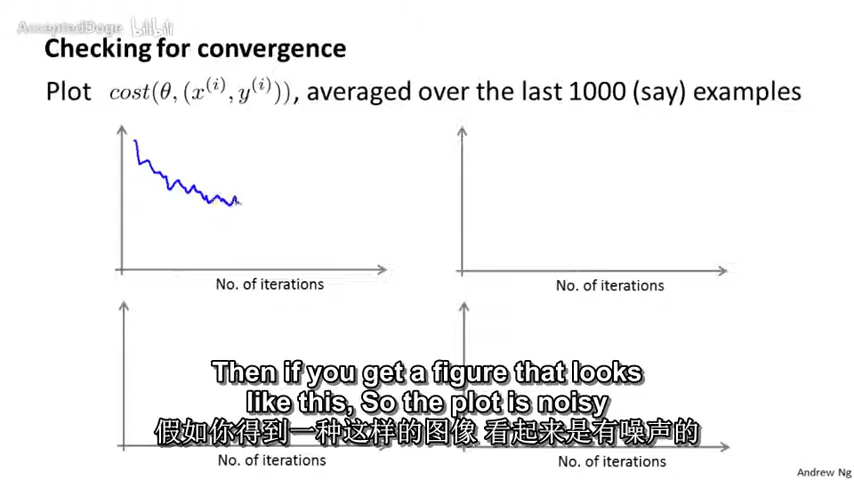 AcceptedDoge bilibili
Checking for convergence
Plot cost(θ, (x^{(i)}, y^{(i)})), averaged over the last 1000 (say) examples
No. of iterations
No. of iterations
Then if you get a figure that looks
like this, So the plot is noisy
假如你得到一种这样的图像 看起来是有噪声的
No. of iterations
No. of iterations
Andrew Ng